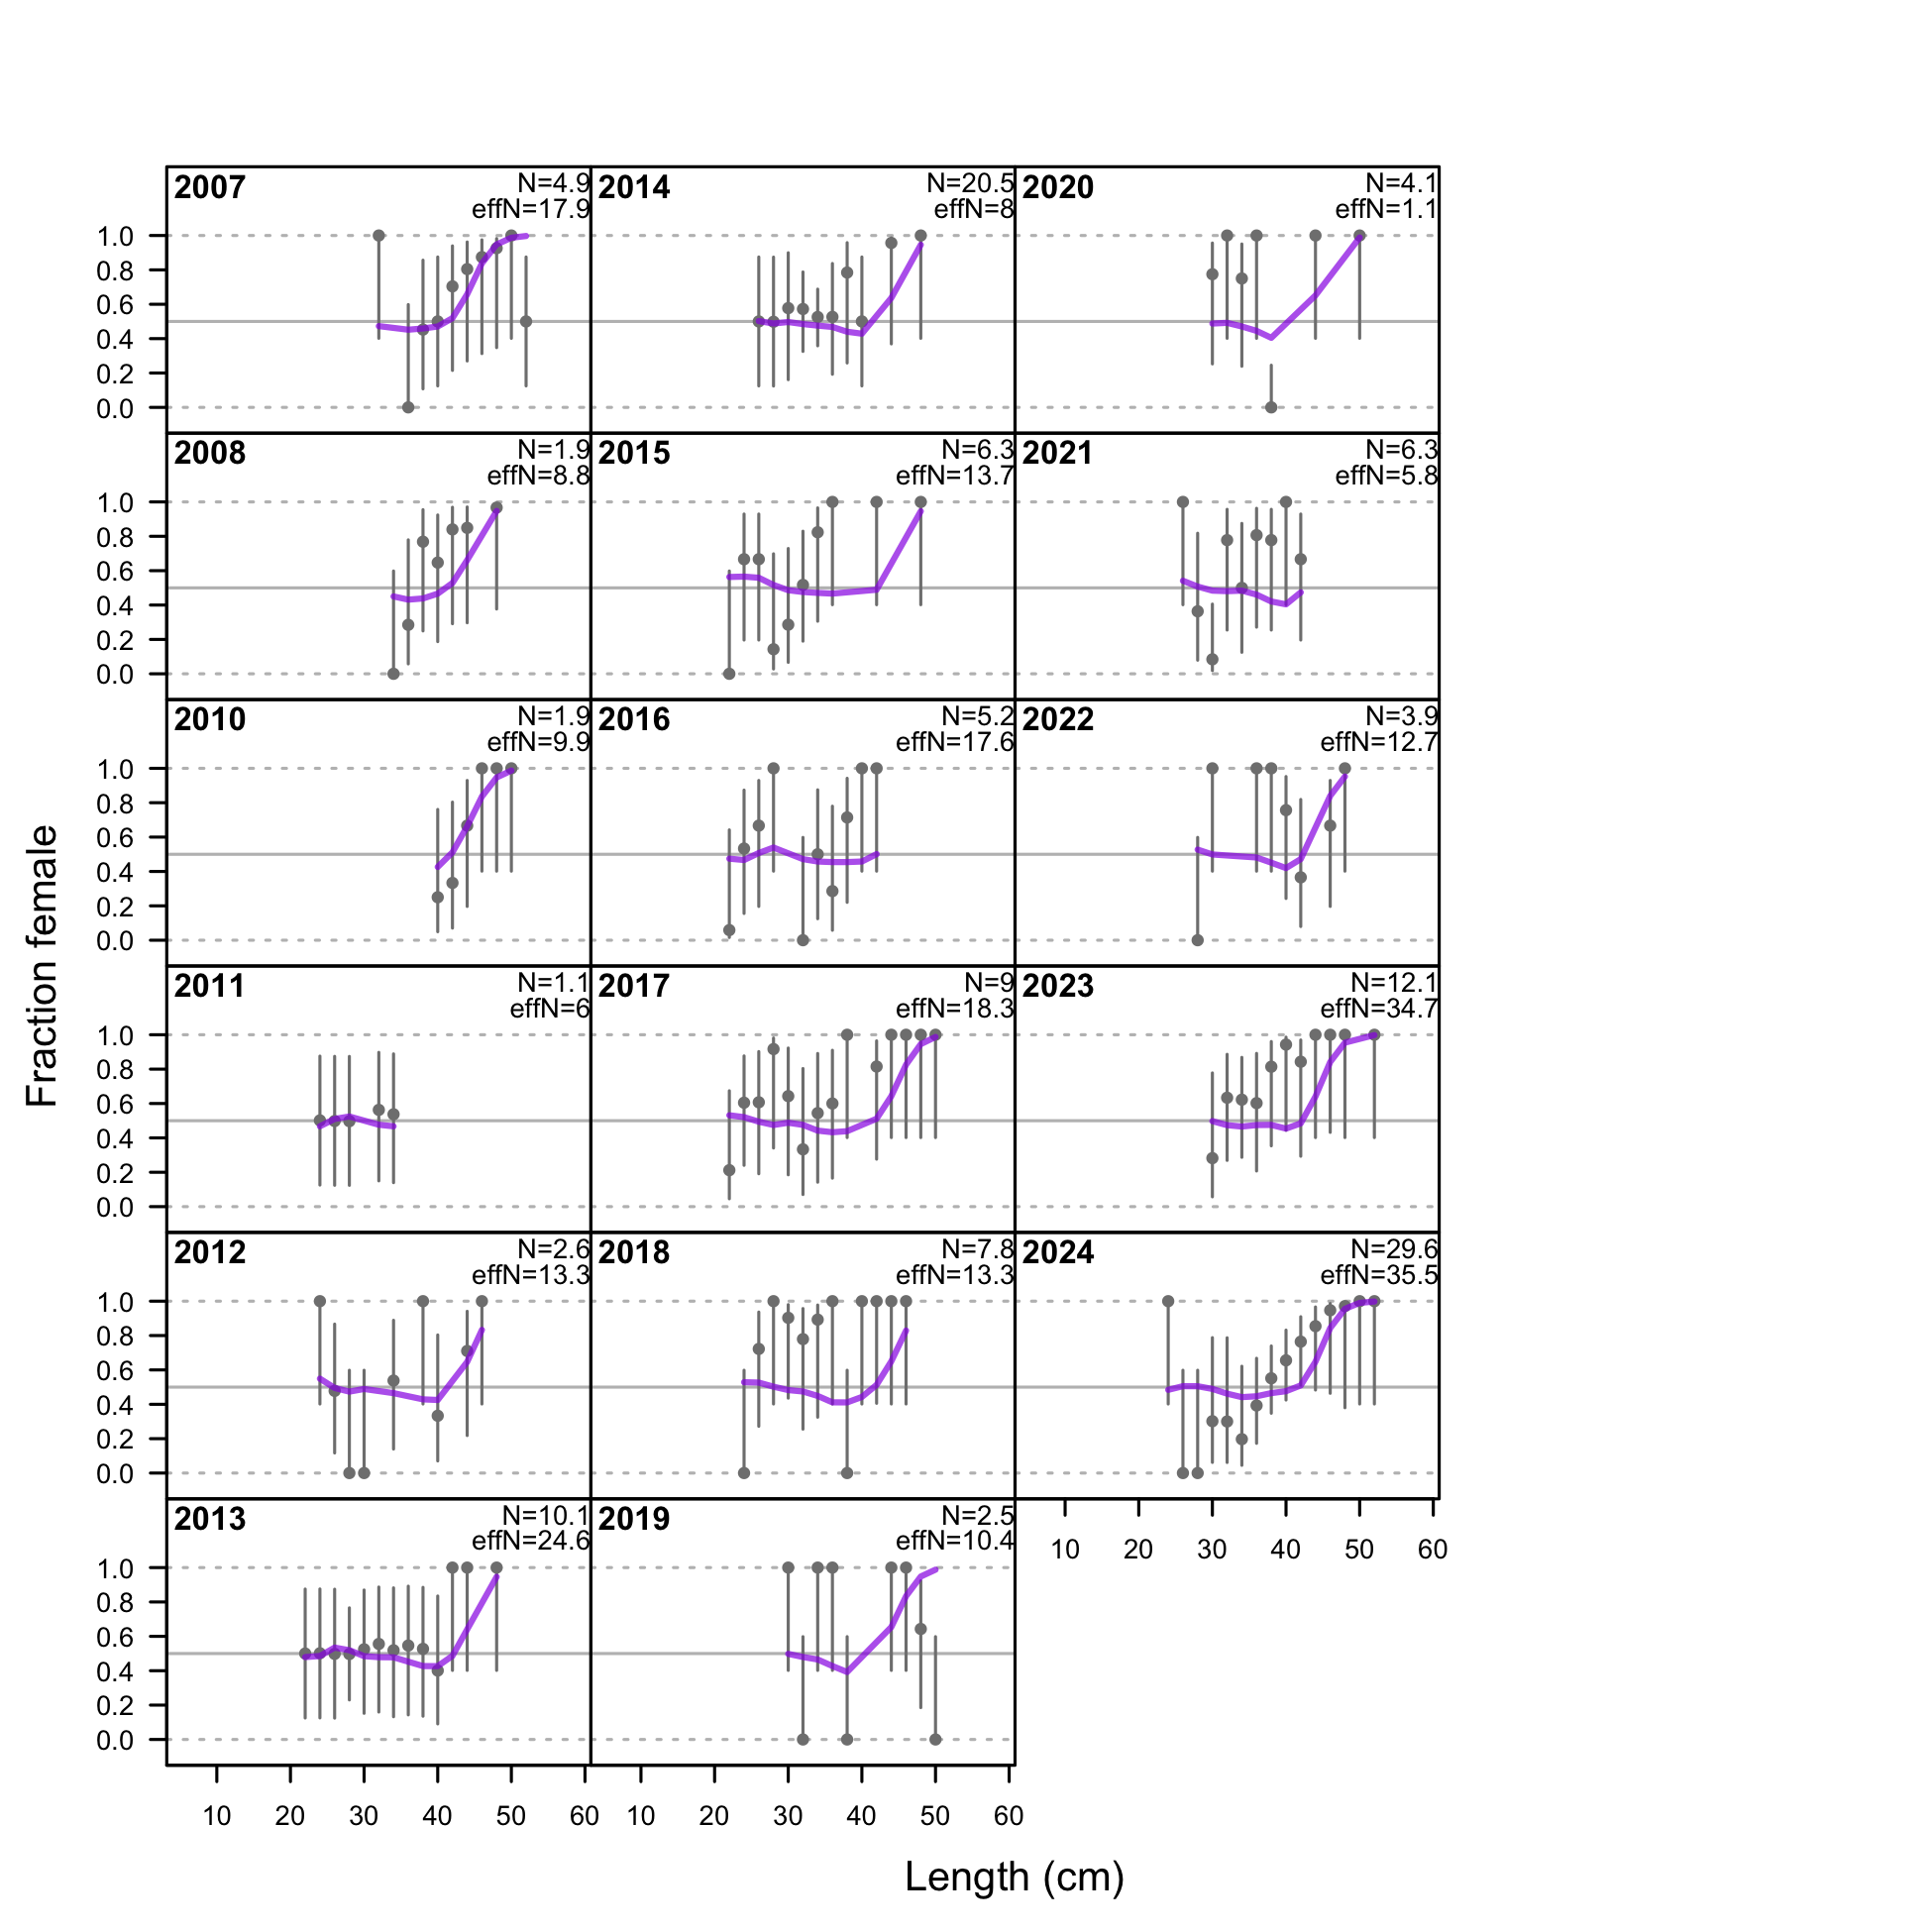 Fraction female
2007
N=4.9
effN=17.9
1.0
0.8
0.6
0.4
0.2
0.0
2014
N=20.5
effN=8
2020
N=4.1
effN=1.1
2008
N=1.9
effN=8.8
1.0
0.8
0.6
0.4
0.2
0.0
2015
N=6.3
effN=13.7
2021
N=6.3
effN=5.8
2010
N=1.9
effN=9.9
1.0
0.8
0.6
0.4
0.2
0.0
2016
N=5.2
effN=17.6
2022
N=3.9
effN=12.7
2011
N=1.1
effN=6
1.0
0.8
0.6
0.4
0.2
0.0
2017
N=9
effN=18.3
2023
N=12.1
effN=34.7
2012
N=2.6
effN=13.3
1.0
0.8
0.6
0.4
0.2
0.0
2018
N=7.8
effN=13.3
2024
N=29.6
effN=35.5
10 20 30 40 50 60
2013
N=10.1
effN=24.6
1.0
0.8
0.6
0.4
0.2
0.0
2019
N=2.5
effN=10.4
10 20 30 40 50 60 10 20 30 40 50 60
Length (cm)